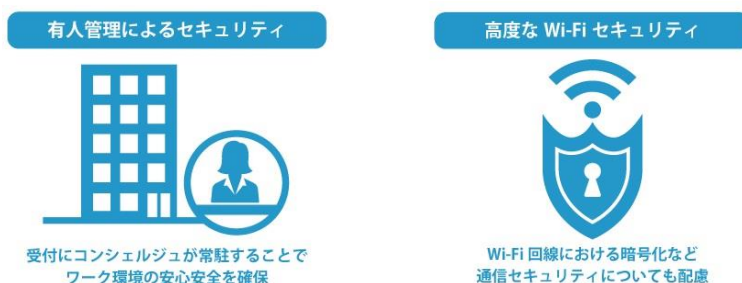 有人管理によるセキュリティ
受付にコンシェルジュが常駐することで
ワーク環境の安心安全を確保
高度な Wi-Fi セキュリティ
Wi-Fi 回線における暗号化など
通信セキュリティについても配慮